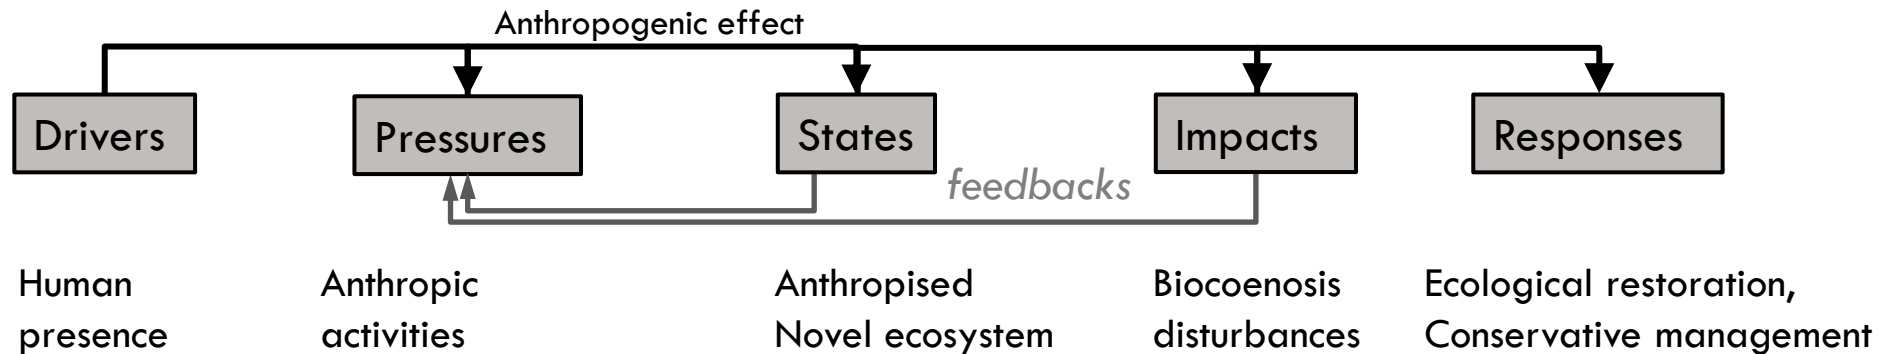 Anthropogenic effect
Drivers
Pressures
States
Impacts
Responses
feedbacks
Human
presence
Anthropic
activities
Anthropised
Novel ecosystem
Biocoenosis
disturbances
Ecological restoration,
Conservative management